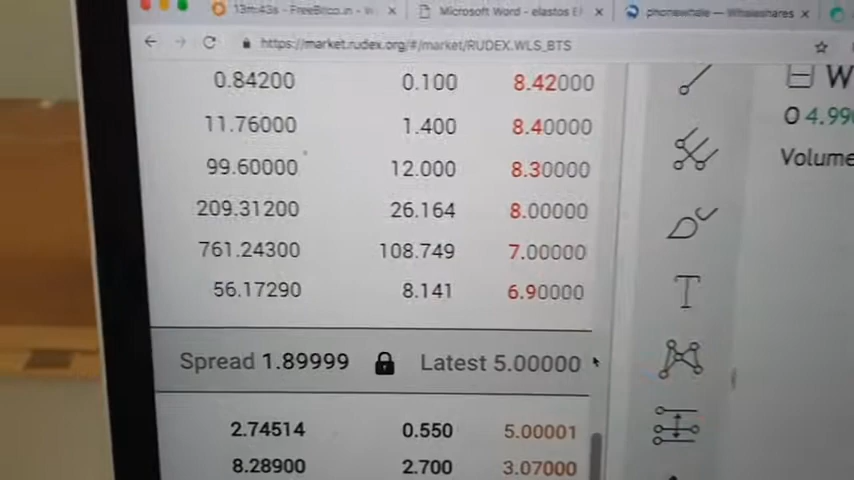 13m:43s - FreeBitco.in - W
Microsoft Word - elastos El
phonewhale — Whaleshares
https://market.rudex.org/#/market/RUDEX.WLS_BTS
0.84200 0.100 8.42000
11.76000 1.400 8.40000
99.60000 12.000 8.30000
209.31200 26.164 8.00000
761.24300 108.749 7.00000
56.17290 8.141 6.90000
Spread 1.89999 Latest 5.00000
2.74514 0.550 5.00001
8.28900 2.700 3.07000
W
O 4.99
Volume